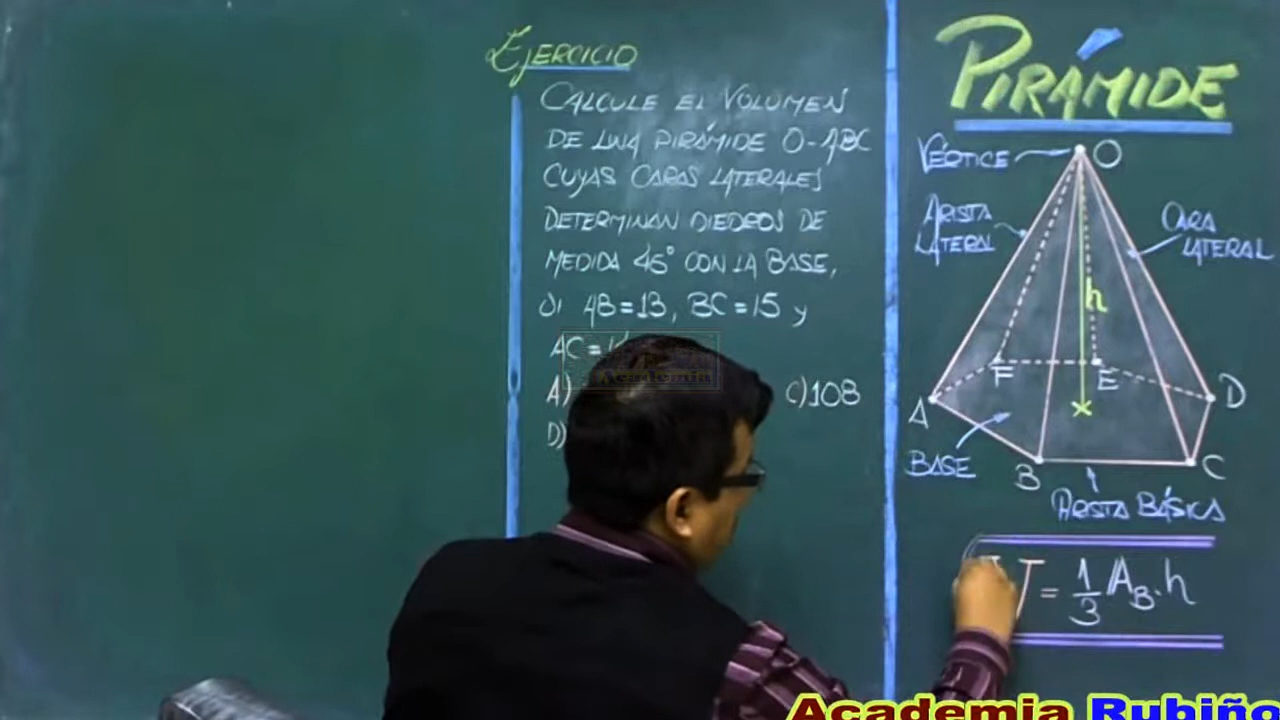 EJERCICIO
CALCULE EL VOLUMEN
DE UNA PIRÁMIDE O-ABC
CUYAS CARAS LATERALES
DETERMINAN DIEDROS DE
MEDIDA 45° CON LA BASE,
SI AB=13, BC=15 y
AC=
A) C)108
D)
PIRÁMIDE
VÉRTICE O
ARISTA
LATERAL
CARA
LATERAL
h
F E
A D
BASE B C
ARISTA BÁSICA
V = 1/3 A_B . h
Academia Rubiño